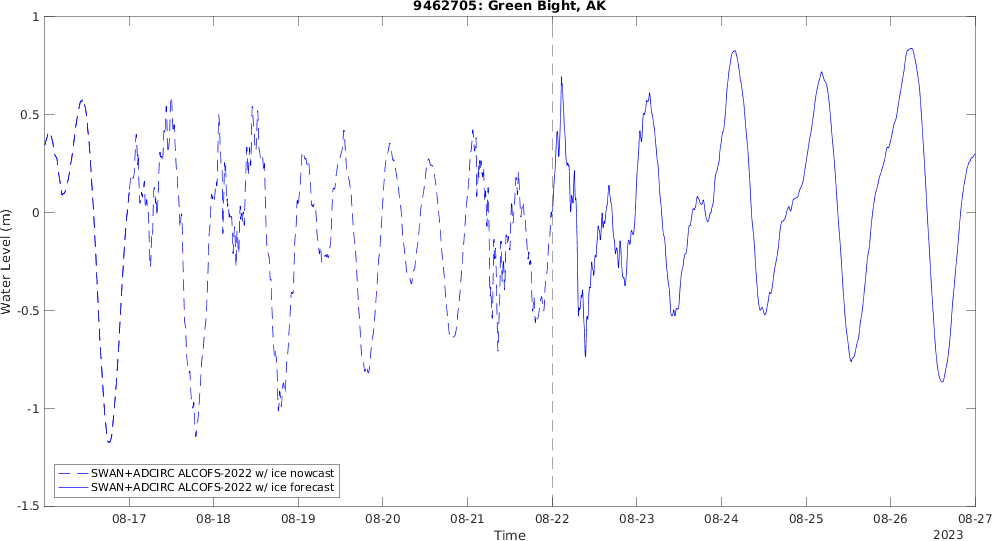 9462705: Green Bight, AK
1
0.5
0
-0.5
-1
-1.5
Water Level (m)
SWAN+ADCIRC ALCOFS-2022 w/ ice nowcast
SWAN+ADCIRC ALCOFS-2022 w/ ice forecast
08-17 08-18 08-19 08-20 08-21 08-22 08-23 08-24 08-25 08-26 08-27
Time
2023